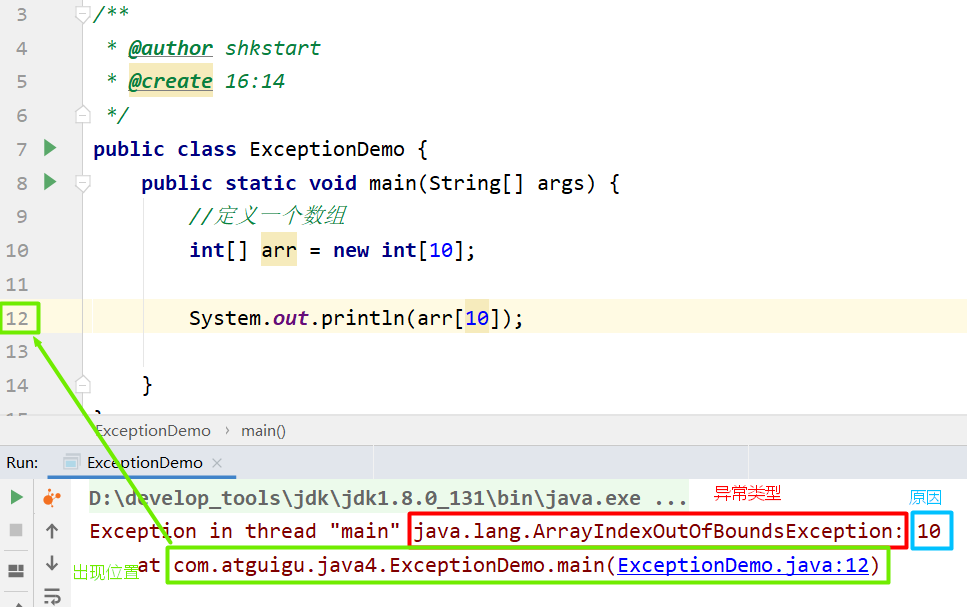 3 /**
4 * @author shkstart
5 * @create 16:14
6 */
7 public class ExceptionDemo {
8 public static void main(String[] args) {
9 //定义一个数组
10 int[] arr = new int[10];
11
12 System.out.println(arr[10]);
13
14 }
ExceptionDemo › main()
Run: ExceptionDemo ×
D:\develop_tools\jdk\jdk1.8.0_131\bin\java.exe ... 异常类型 原因
Exception in thread "main" java.lang.ArrayIndexOutOfBoundsException: 10
出现位置 at com.atguigu.java4.ExceptionDemo.main(ExceptionDemo.java:12)